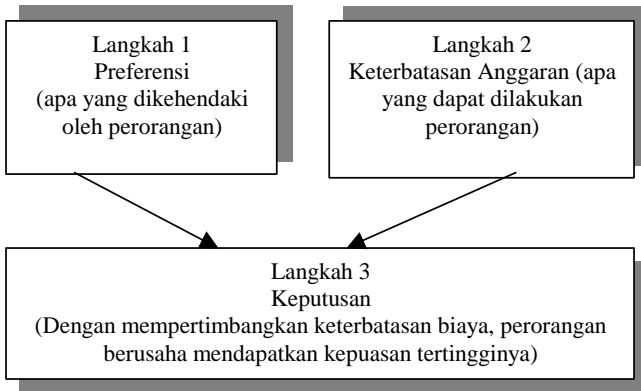 Langkah 1
Preferensi
(apa yang dikehendaki
oleh perorangan)
Langkah 2
Keterbatasan Anggaran (apa
yang dapat dilakukan
perorangan)
Langkah 3
Keputusan
(Dengan mempertimbangkan keterbatasan biaya, perorangan
berusaha mendapatkan kepuasan tertingginya)